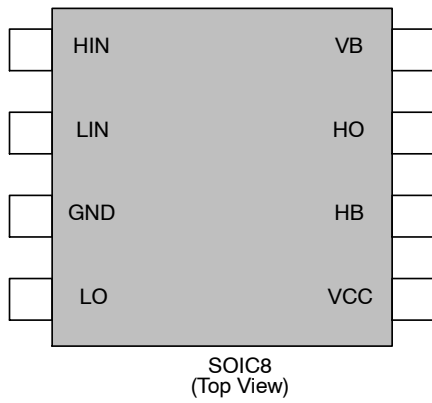 HIN VB
LIN HO
GND HB
LO VCC
SOIC8
(Top View)